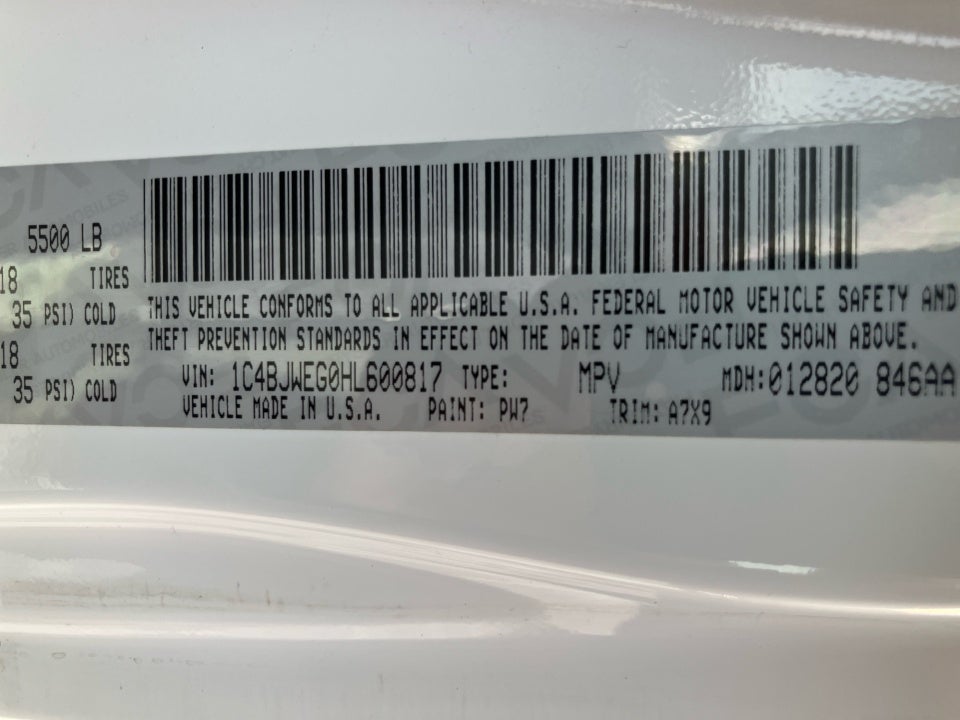 5500 LB
18 TIRES
35 PSI) COLD
18 TIRES
35 PSI) COLD
THIS VEHICLE CONFORMS TO ALL APPLICABLE U.S.A. FEDERAL MOTOR VEHICLE SAFETY AND
THEFT PREVENTION STANDARDS IN EFFECT ON THE DATE OF MANUFACTURE SHOWN ABOVE.
VIN: 1C4BJWEG0HL600817 TYPE: MPV MDH:012820 846AA
VEHICLE MADE IN U.S.A. PAINT: PW7 TRIM: A7X9